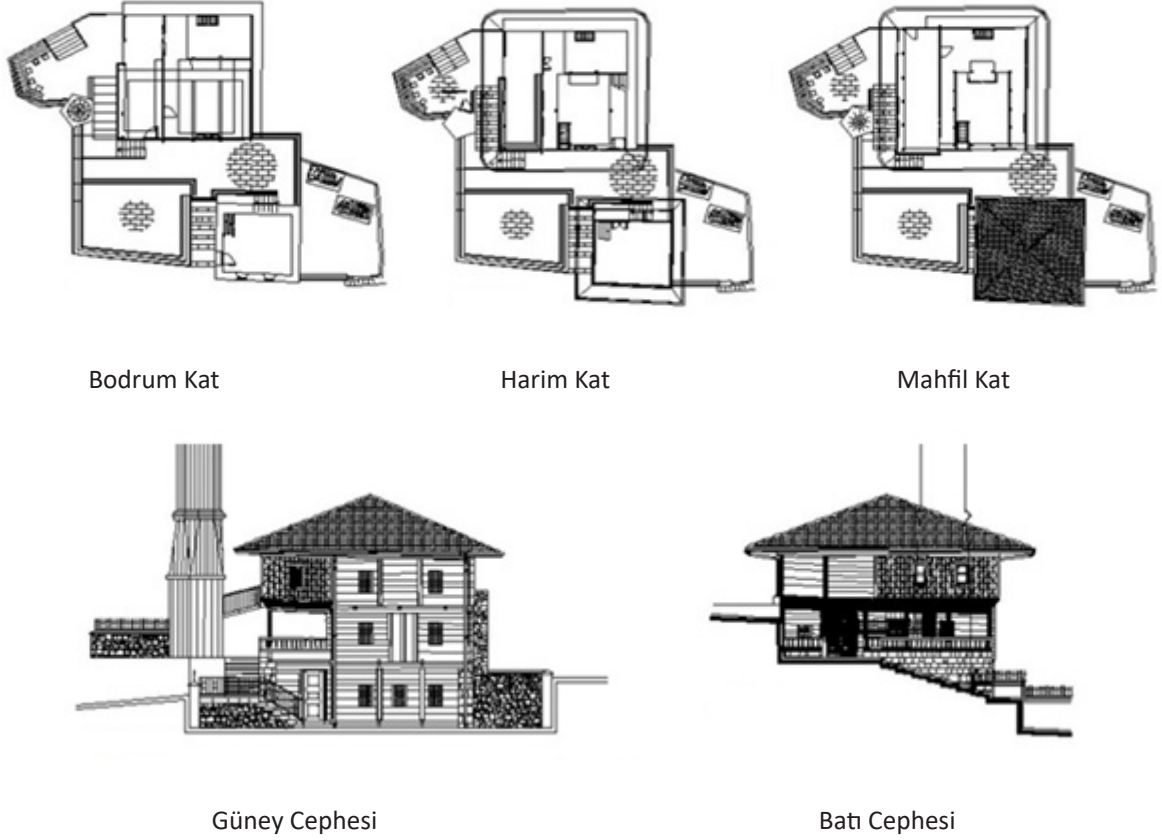 Bodrum Kat
Harim Kat
Mahfil Kat
Güney Cephesi
Batı Cephesi